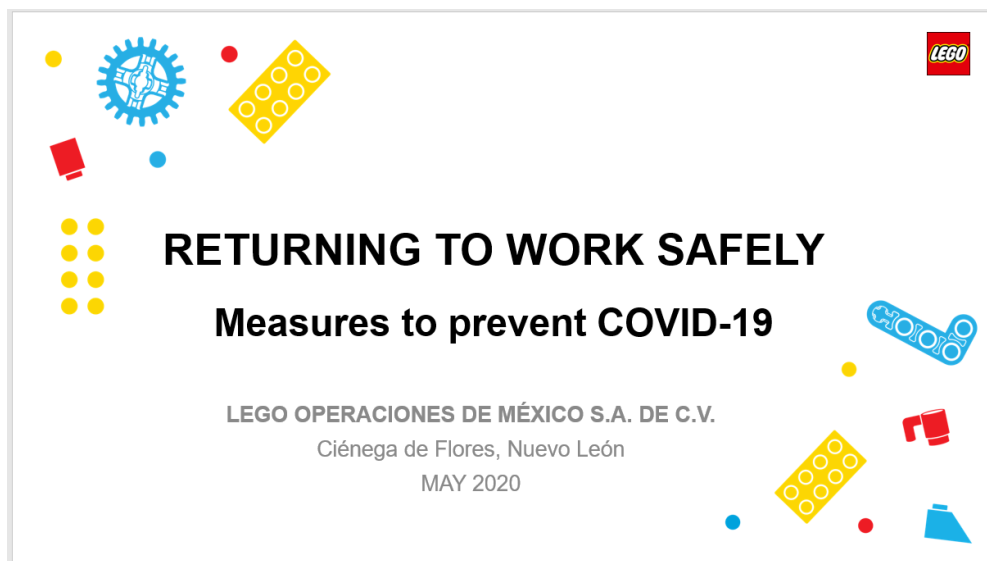 LEGO
RETURNING TO WORK SAFELY
Measures to prevent COVID-19
LEGO OPERACIONES DE MÉXICO S.A. DE C.V.
Ciénega de Flores, Nuevo León
MAY 2020